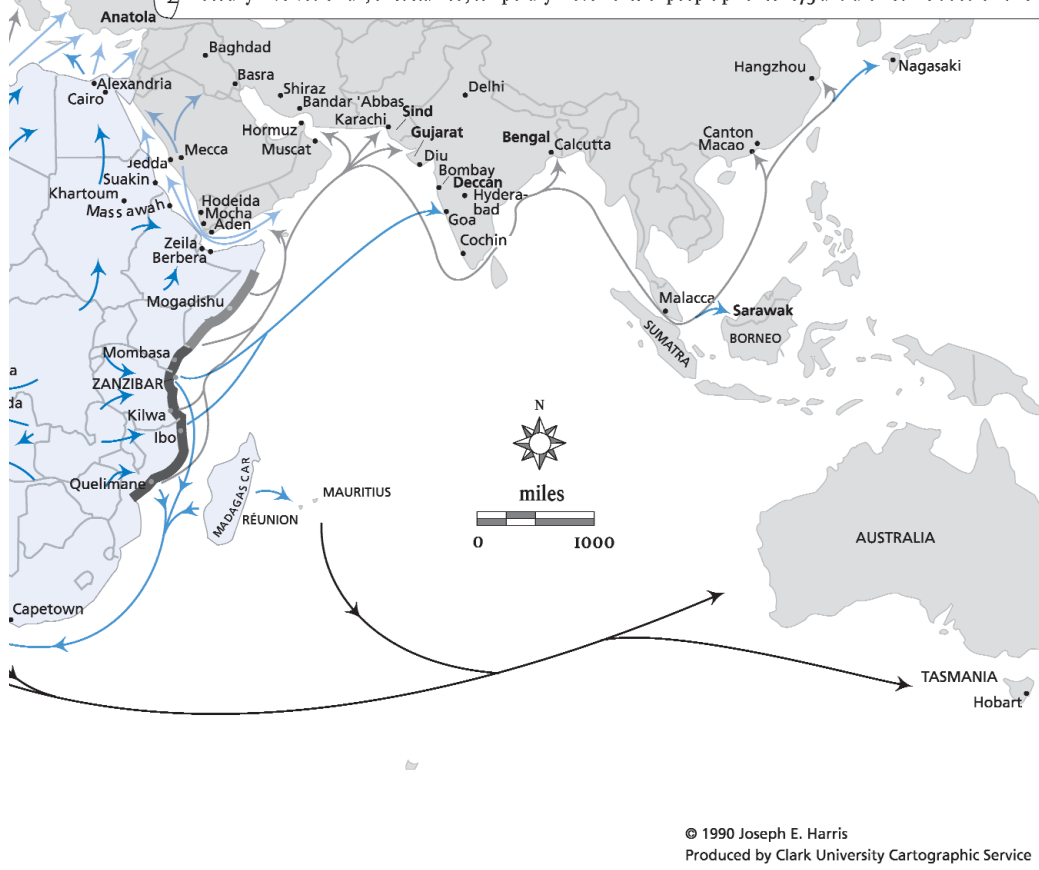 Anatola
Baghdad
Basra
Shiraz
Bandar 'Abbas
Karachi
Sind
Delhi
Hangzhou
Nagasaki
Alexandria
Cairo
Hormuz
Muscat
Gujarat
Bengal
Calcutta
Canton
Macao
Jedda
Mecca
Diu
Bombay
Deccan
Hydera-
bad
Suakin
Khartoum
Massawah
Hodeida
Mocha
Aden
Goa
Zeila
Berbera
Cochin
Mogadishu
Malacca
Sarawak
SUMATRA
BORNEO
Mombasa
ZANZIBAR
a
da
Kilwa
Ibo
N
Quelimane
MADAGASCAR
MAURITIUS
RÉUNION
miles
0 1000
AUSTRALIA
Capetown
TASMANIA
Hobart
© 1990 Joseph E. Harris
Produced by Clark University Cartographic Service